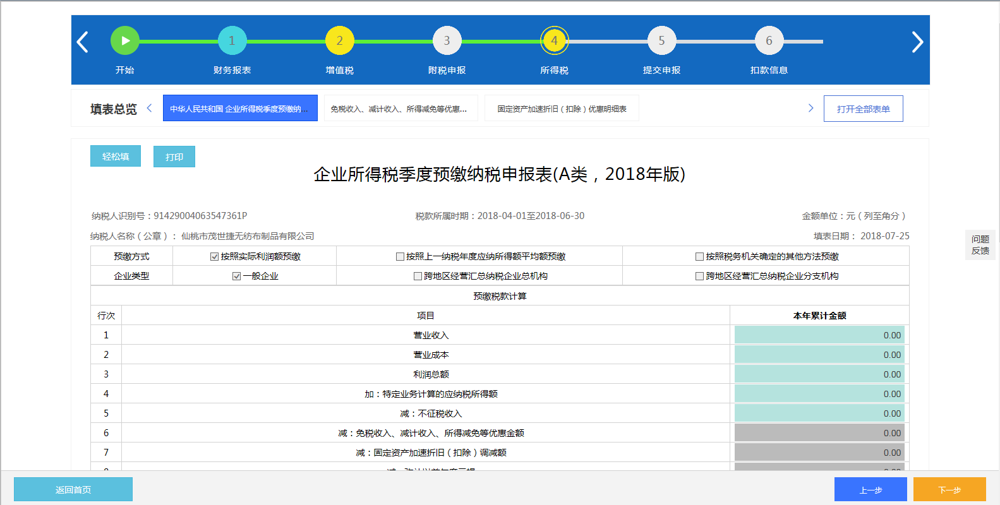 1 2 3 4 5 6
开始 财务报表 增值税 附税申报 所得税 提交申报 扣款信息
填表总览 中华人民共和国 企业所得税季度预缴纳... 免税收入、减计收入、所得减免等优惠... 固定资产加速折旧（扣除）优惠明细表 打开全部表单
轻松填 打印
企业所得税季度预缴纳税申报表(A类，2018年版)
纳税人识别号：91429004063547361P 税款所属时期：2018-04-01至2018-06-30 金额单位：元（列至角分）
纳税人名称（公章）： 仙桃市茂世捷无纺布制品有限公司 填表日期： 2018-07-25
问题
反馈
预缴方式 按照实际利润额预缴 按照上一纳税年度应纳所得额平均额预缴 按照税务机关确定的其他方法预缴
企业类型 一般企业 跨地区经营汇总纳税企业总机构 跨地区经营汇总纳税企业分支机构
预缴税款计算
行次 项目 本年累计金额
1 营业收入 0.00
2 营业成本 0.00
3 利润总额 0.00
4 加：特定业务计算的应纳税所得额 0.00
5 减：不征税收入 0.00
6 减：免税收入、减计收入、所得减免等优惠金额 0.00
7 减：固定资产加速折旧（扣除）调减额 0.00
返回首页 上一步 下一步